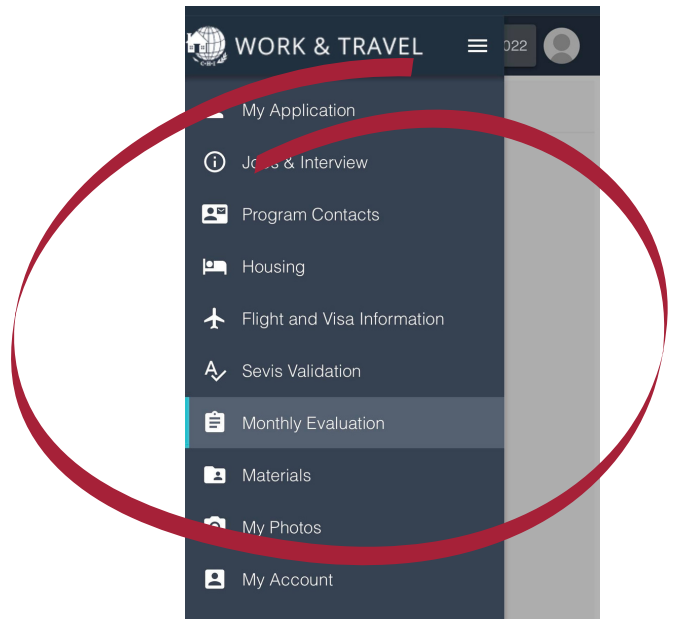 WORK & TRAVEL
022
C·H·I
My Application
Jobs & Interview
Program Contacts
Housing
Flight and Visa Information
Sevis Validation
Monthly Evaluation
Materials
My Photos
My Account